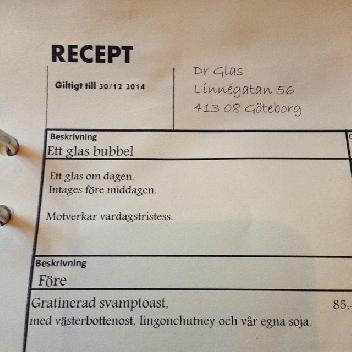 RECEPT
Giltigt till 30/12 2014
Dr Glas
Linnégatan 56
413 08 Göteborg
Beskrivning
Ett glas bubbel
Ett glas om dagen.
Intages före middagen.
Motverkar vardagstristess.
Beskrivning
Före
Gratinerad svamptoast, 85.-
med västerbottenost, lingonchutney och vår egna soja.